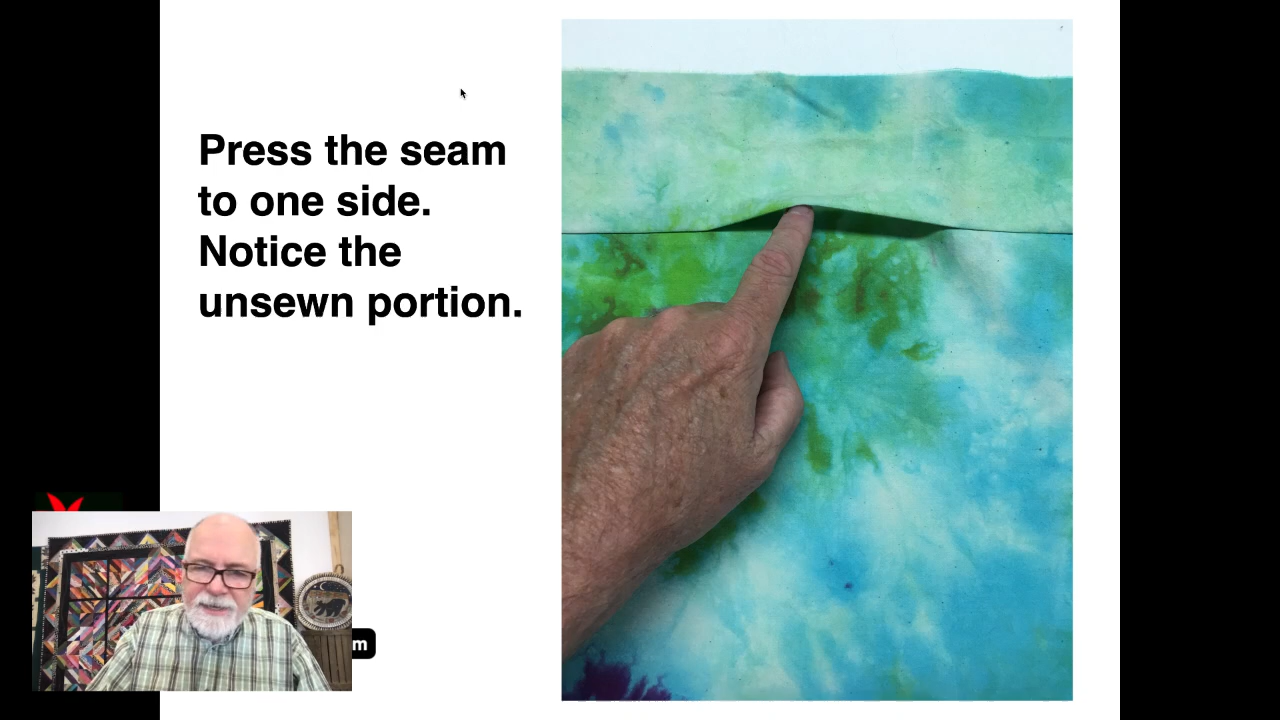 Press the seam
to one side.
Notice the
unsewn portion.
m